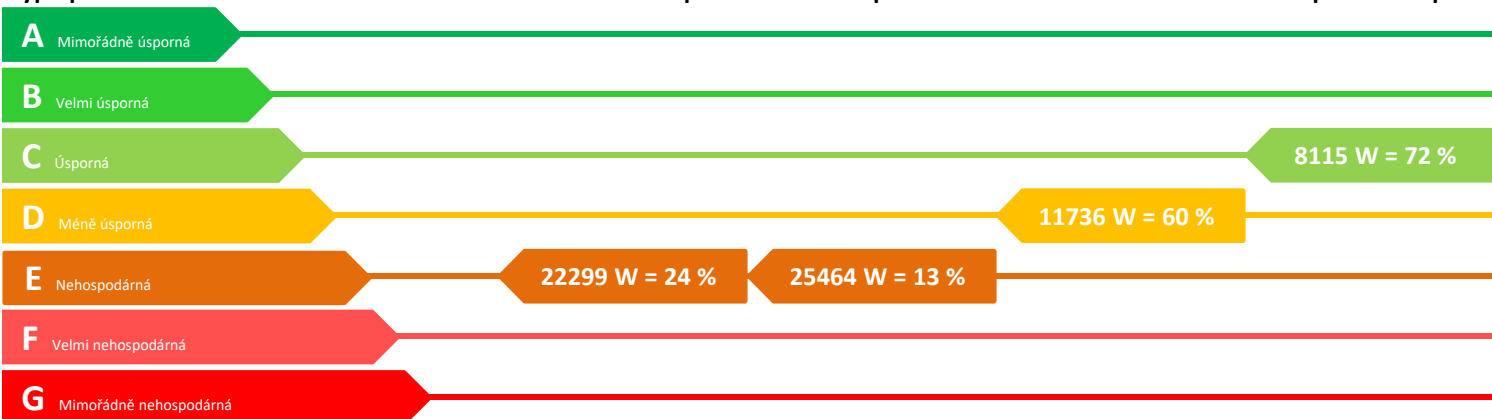 A Mimořádně úsporná
B Velmi úsporná
C Úsporná
8115 W = 72 %
D Méně úsporná
11736 W = 60 %
E Nehospodárná
22299 W = 24 %
25464 W = 13 %
F Velmi nehospodárná
G Mimořádně nehospodárná